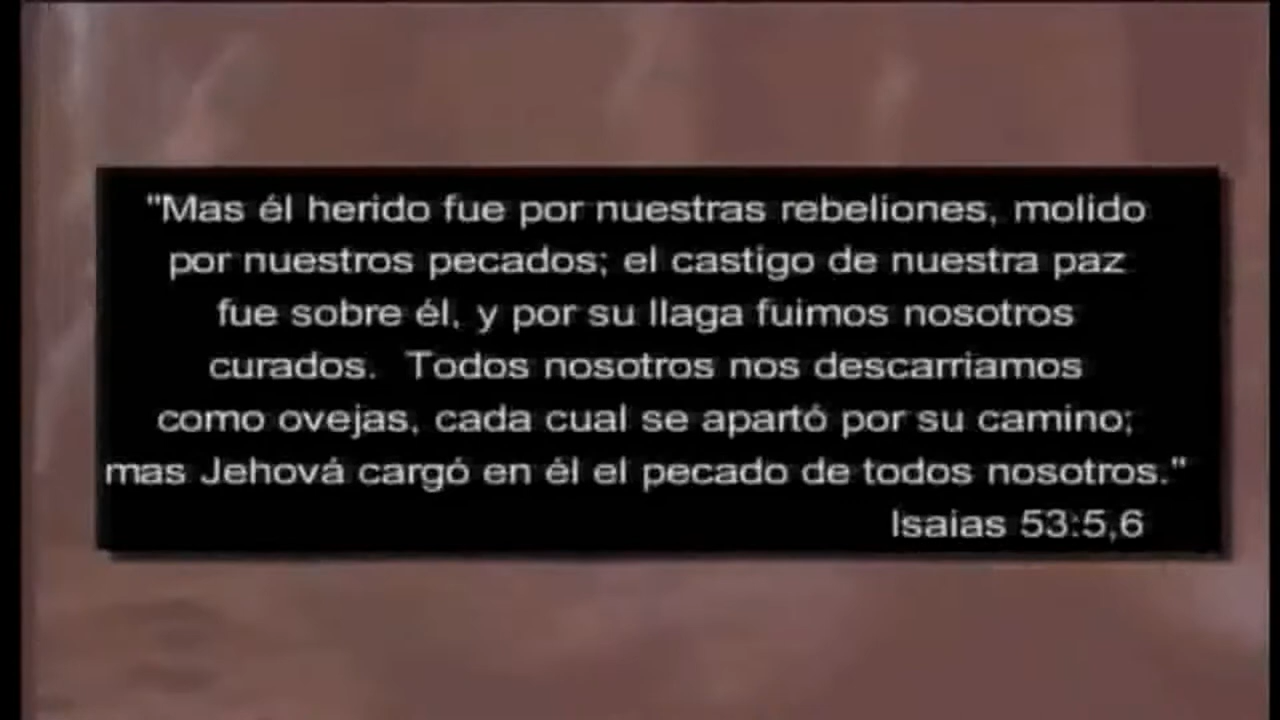 "Mas él herido fue por nuestras rebeliones, molido
por nuestros pecados; el castigo de nuestra paz
fue sobre él, y por su llaga fuimos nosotros
curados. Todos nosotros nos descarriamos
como ovejas, cada cual se apartó por su camino;
mas Jehová cargó en él el pecado de todos nosotros."
Isaias 53:5,6